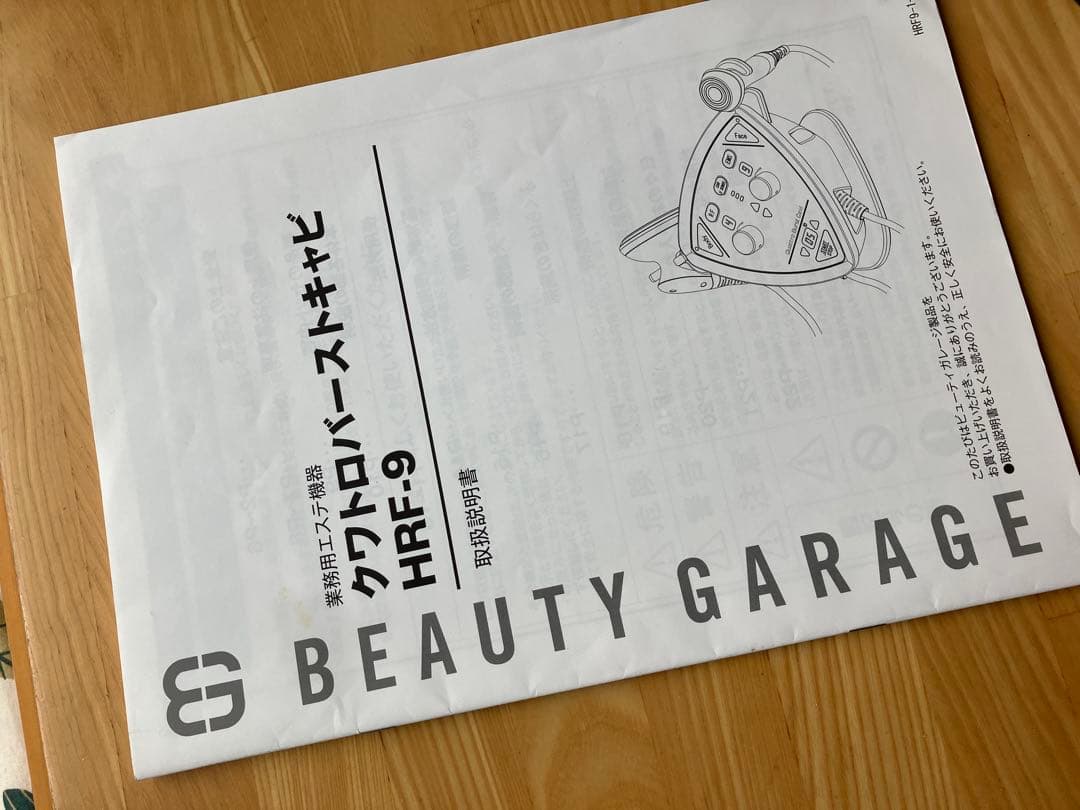 業務用エステ機器
クワトロバーストキャビ
HRF-9
取扱説明書
Face
Body
このたびはビューティガレージ製品を
お買い上げいただき、誠にありがとうございます。
●取扱説明書をよくお読みのうえ、正しく安全にお使いください。
BEAUTY GARAGE
HRF9-1